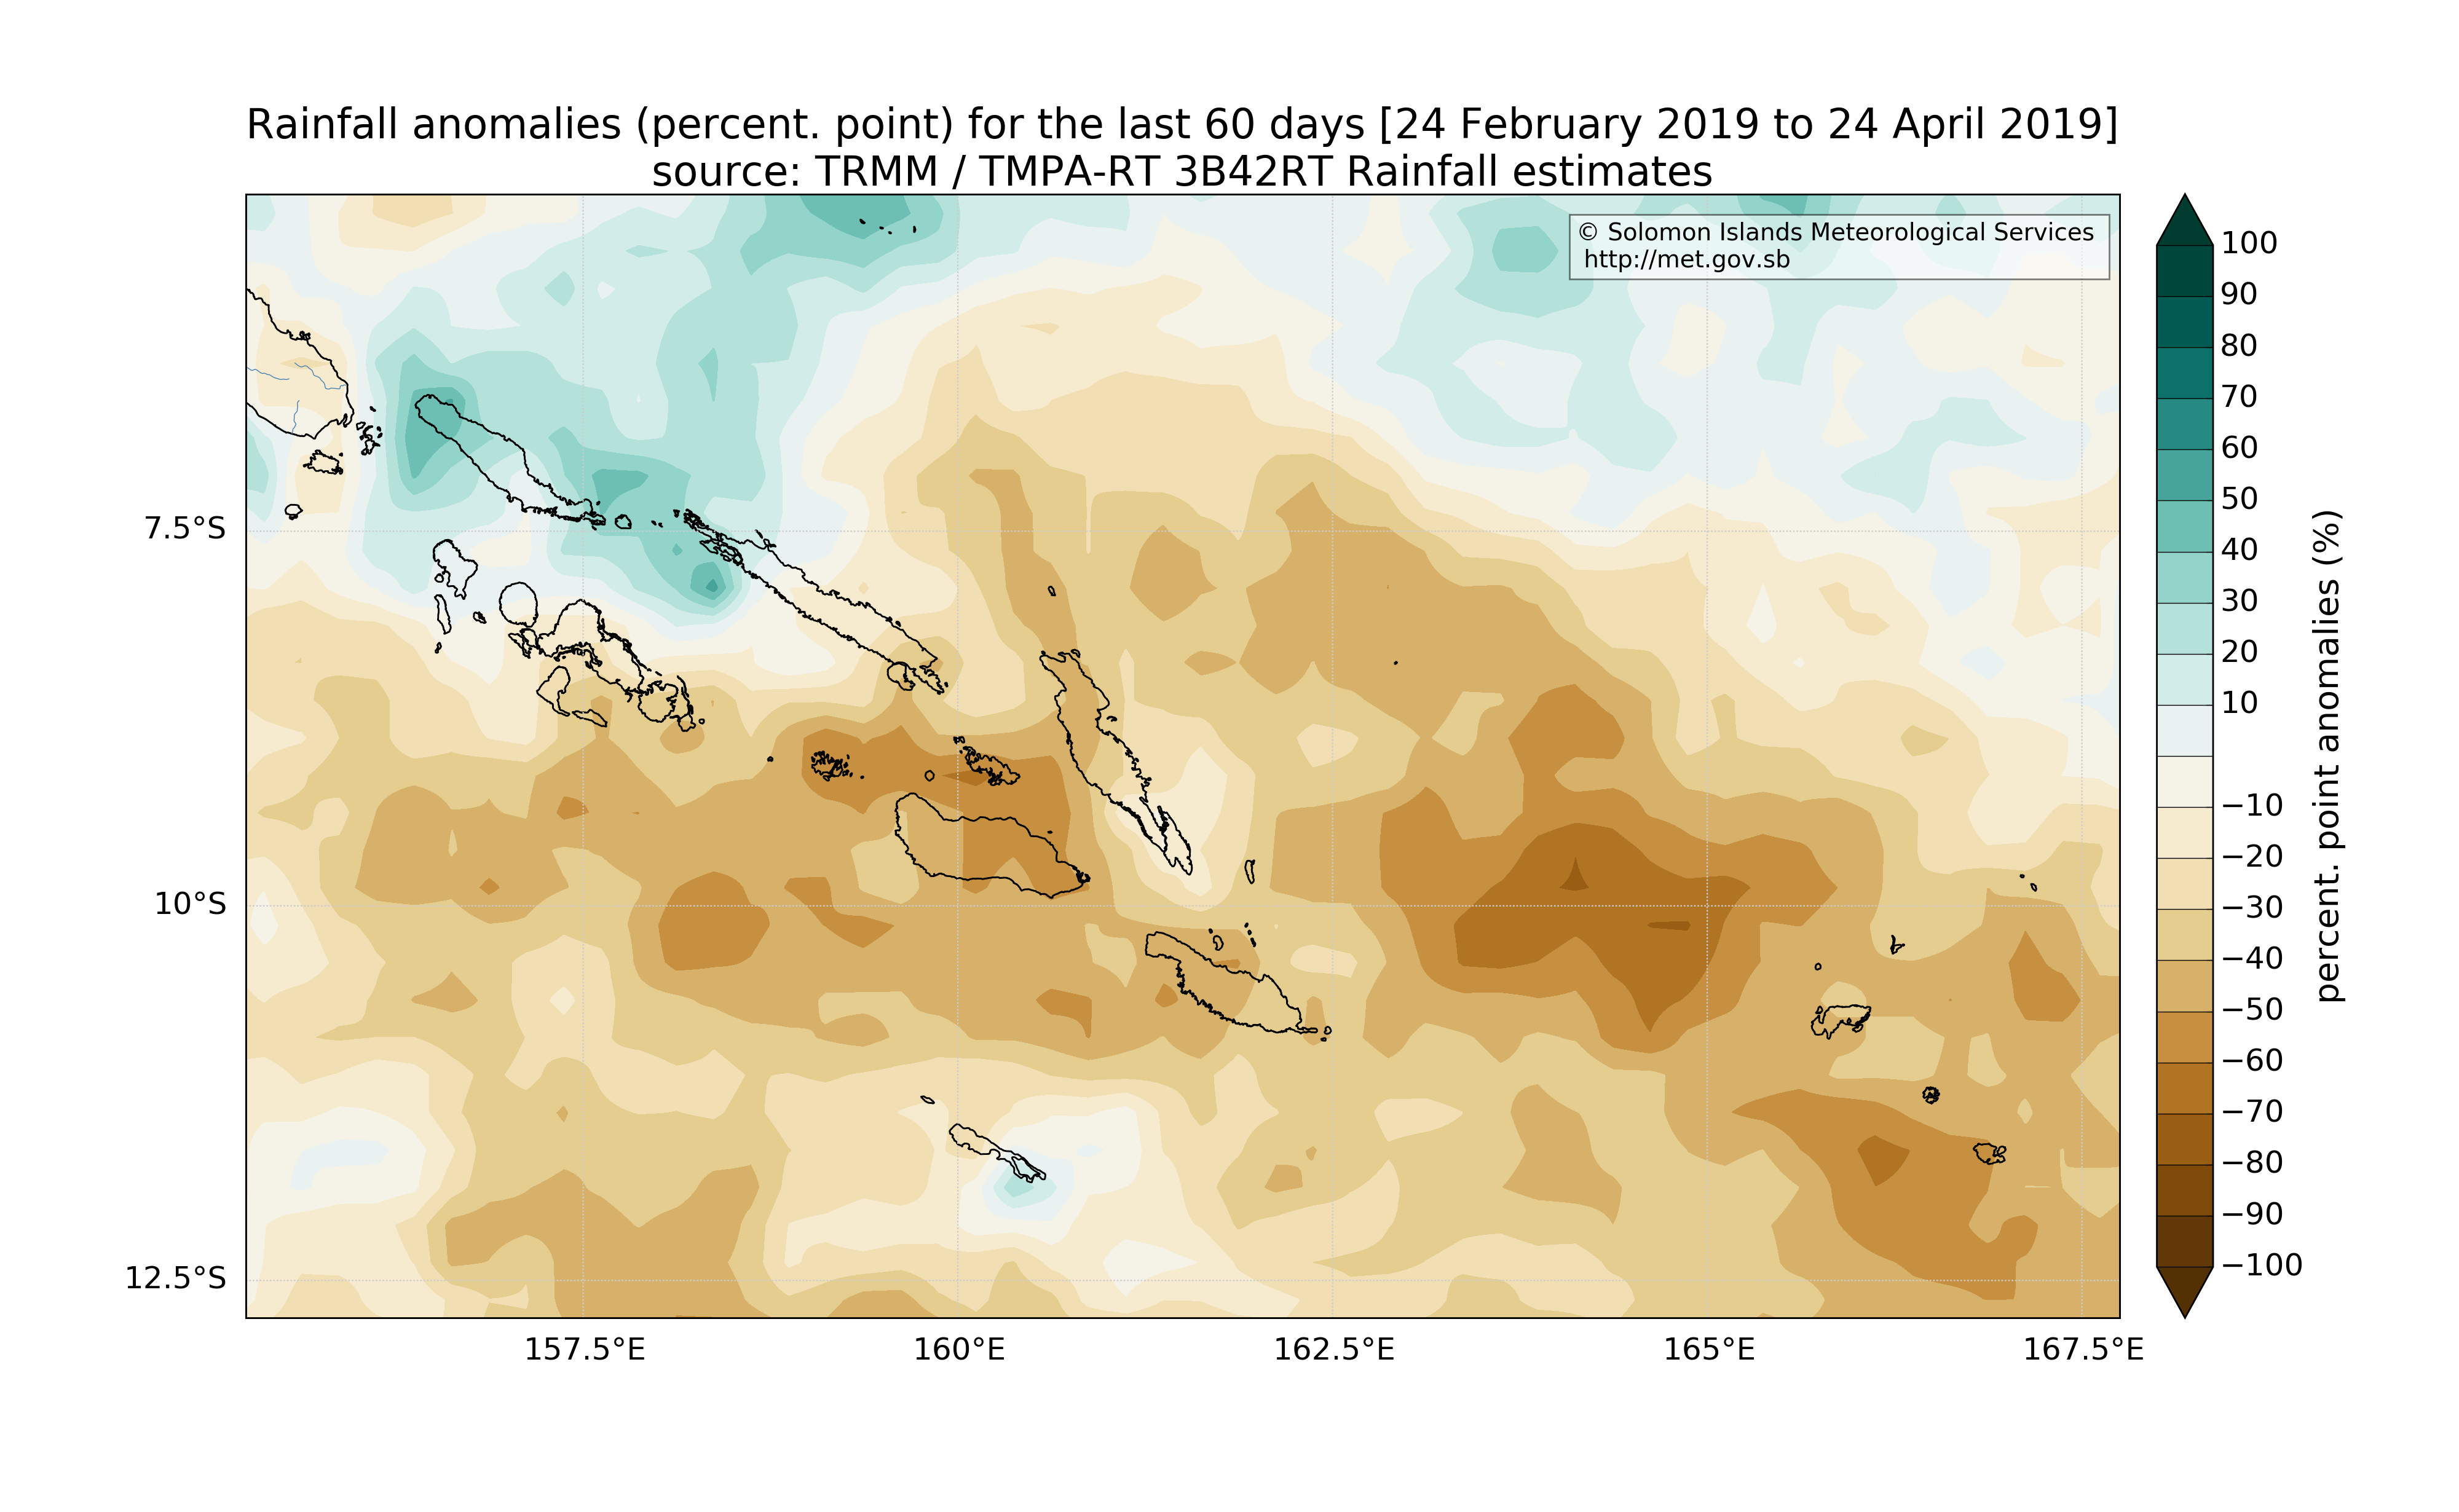 Rainfall anomalies (percent. point) for the last 60 days [24 February 2019 to 24 April 2019]
source: TRMM / TMPA-RT 3B42RT Rainfall estimates
© Solomon Islands Meteorological Services
http://met.gov.sb
7.5°S
10°S
12.5°S
157.5°E
160°E
162.5°E
165°E
167.5°E
100
90
80
70
60
50
40
30
20
10
−10
−20
−30
−40
−50
−60
−70
−80
−90
−100
percent. point anomalies (%)